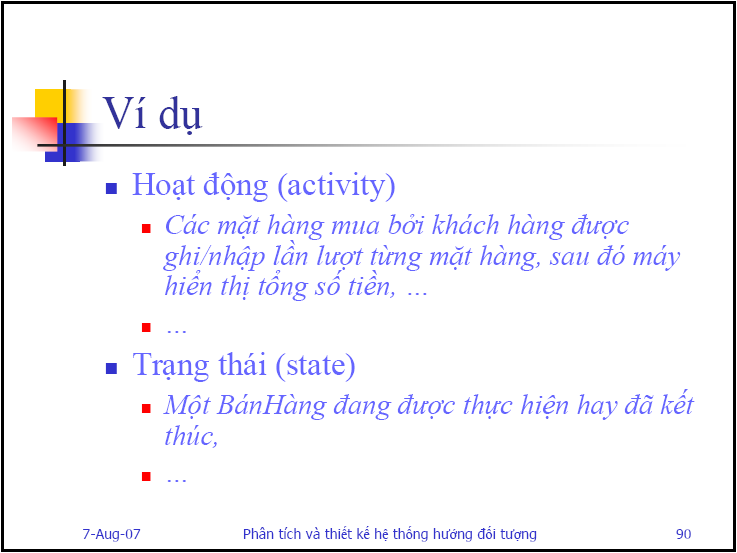 Ví dụ
Hoạt động (activity)
Các mặt hàng mua bởi khách hàng được
ghi/nhập lần lượt từng mặt hàng, sau đó máy
hiển thị tổng số tiền, ...
...
Trạng thái (state)
Một BánHàng đang được thực hiện hay đã kết
thúc,
...
7-Aug-07 Phân tích và thiết kế hệ thống hướng đối tượng 90